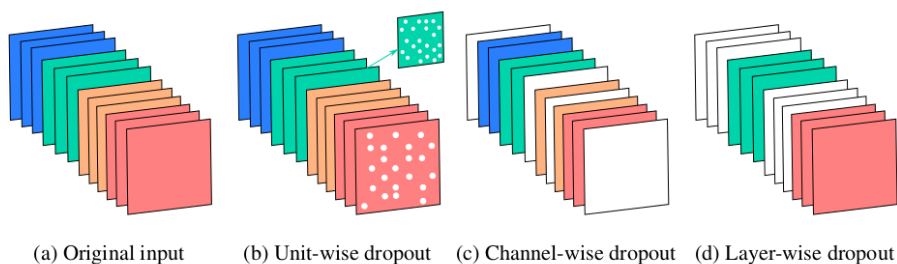 (a) Original input
(b) Unit-wise dropout
(c) Channel-wise dropout
(d) Layer-wise dropout